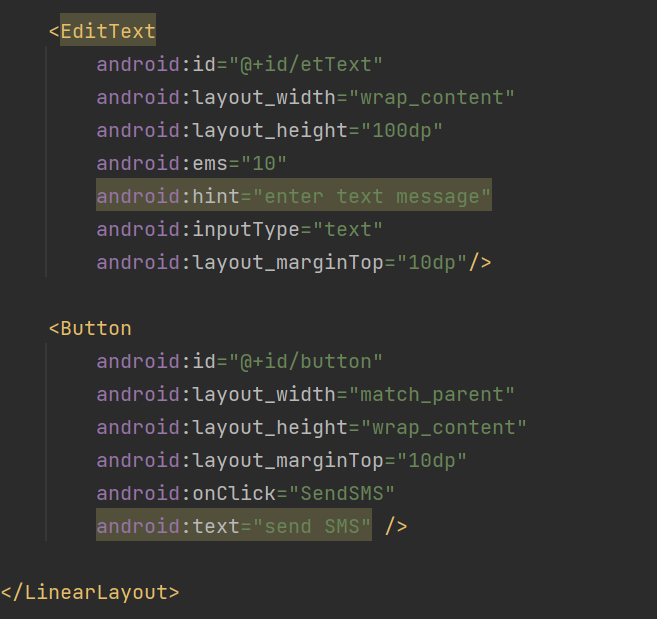 <EditText
android:id="@+id/etText"
android:layout_width="wrap_content"
android:layout_height="100dp"
android:ems="10"
android:hint="enter text message"
android:inputType="text"
android:layout_marginTop="10dp"/>
<Button
android:id="@+id/button"
android:layout_width="match_parent"
android:layout_height="wrap_content"
android:layout_marginTop="10dp"
android:onClick="SendSMS"
android:text="send SMS" />
</LinearLayout>